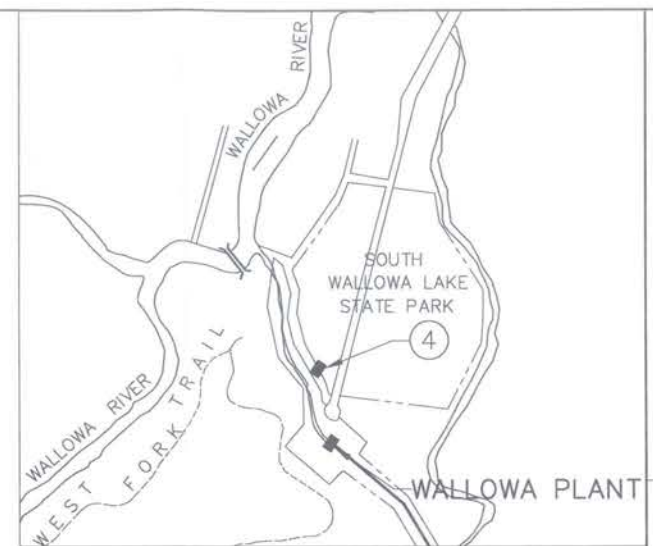 WALLOWA RIVER
SOUTH
WALLOWA LAKE
STATE PARK
4
WALLOWA RIVER
WEST FORK TRAIL
WALLOWA PLANT